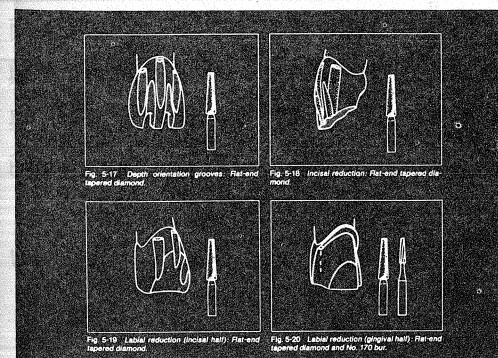 Fig. 5-17 Depth orientation grooves: Flat-end
tapered diamond.
Fig. 5-18 Incisal reduction: Flat-end tapered dia-
mond.
Fig. 5-19 Labial reduction (incisal half): Flat-end
tapered diamond.
Fig. 5-20 Labial reduction (gingival half): Flat-end
tapered diamond and No. 170 bur.